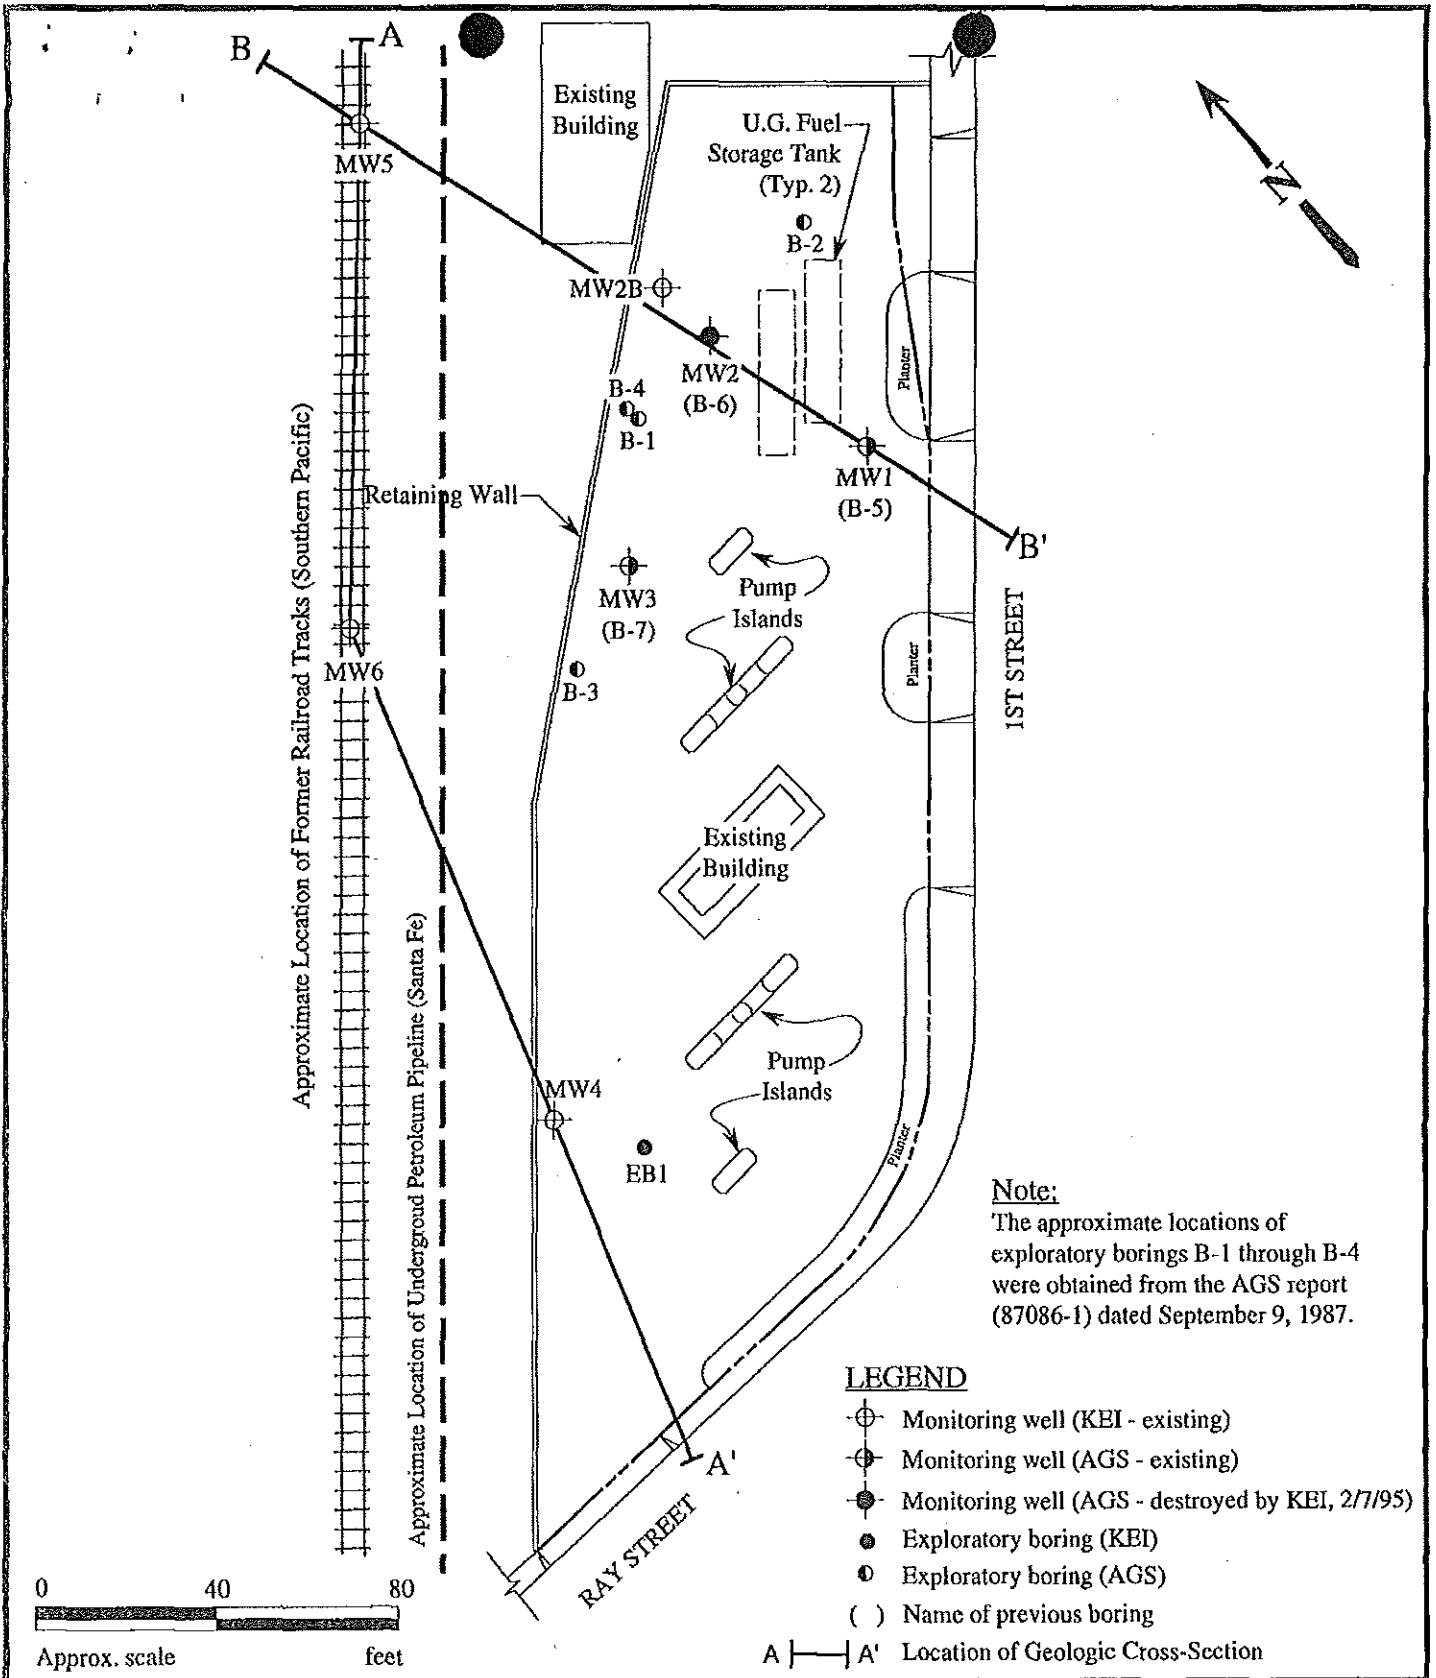 B
A
Existing
Building
U.G. Fuel
Storage Tank
(Typ. 2)
N
MW5
B-2
MW2B
MW2
(B-6)
Planter
B-4
B-1
MW1
(B-5)
Retaining Wall
B'
Approximate Location of Former Railroad Tracks (Southern Pacific)
MW3
(B-7)
Pump
Islands
1ST STREET
Planter
MW6
B-3
Existing
Building
Approximate Location of Undergroud Petroleum Pipeline (Santa Fe)
Pump
Islands
MW4
EB1
Planter
Note:
The approximate locations of
exploratory borings B-1 through B-4
were obtained from the AGS report
(87086-1) dated September 9, 1987.
A'
RAY STREET
LEGEND
Monitoring well (KEI - existing)
Monitoring well (AGS - existing)
Monitoring well (AGS - destroyed by KEI, 2/7/95)
Exploratory boring (KEI)
Exploratory boring (AGS)
( ) Name of previous boring
A A' Location of Geologic Cross-Section
0 40 80
Approx. scale feet